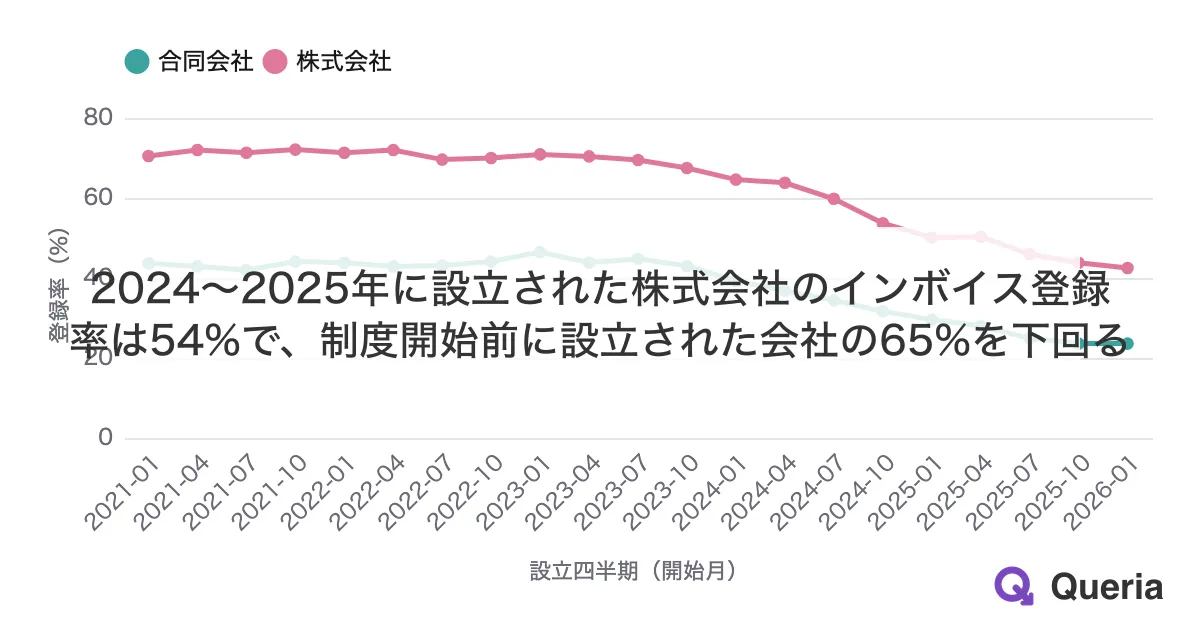 合同会社 株式会社
80
60
40
20
0
登録率（%）
2024〜2025年に設立された株式会社のインボイス登録
率は54%で、制度開始前に設立された会社の65%を下回る
2021-01 2021-04 2021-07 2021-10 2022-01 2022-04 2022-07 2022-10 2023-01 2023-04 2023-07 2023-10 2024-01 2024-04 2024-07 2024-10 2025-01 2025-04 2025-07 2025-10 2026-01
設立四半期（開始月）
Queria